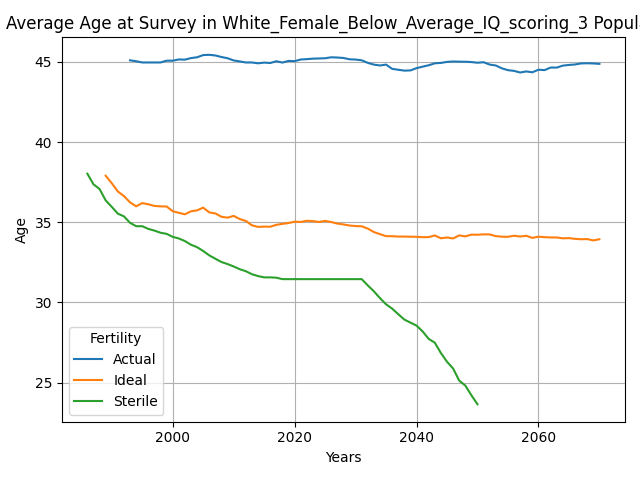 Average Age at Survey in White_Female_Below_Average_IQ_scoring_3 Popul
45
40
35
30
25
Age
Fertility
Actual
Ideal
Sterile
2000
2020
2040
2060
Years